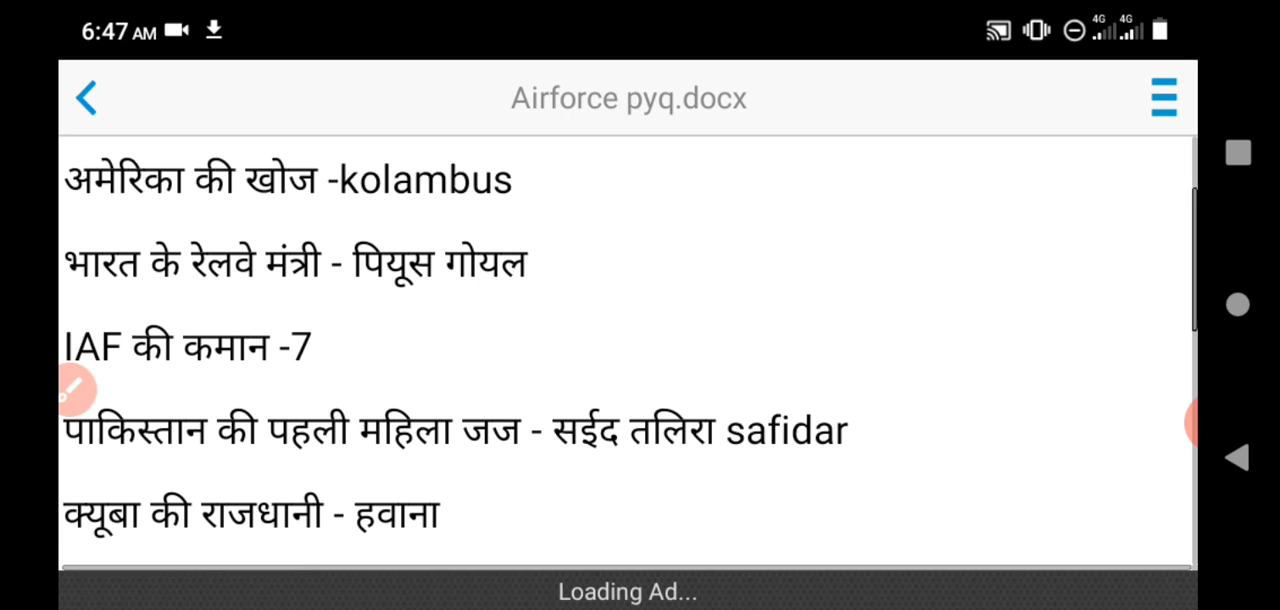 6:47 AM
4G 4G
Airforce pyq.docx
अमेरिका की खोज -kolambus
भारत के रेलवे मंत्री - पियूस गोयल
IAF की कमान -7
पाकिस्तान की पहली महिला जज - सईद तलिरा safidar
क्यूबा की राजधानी - हवाना
Loading Ad...